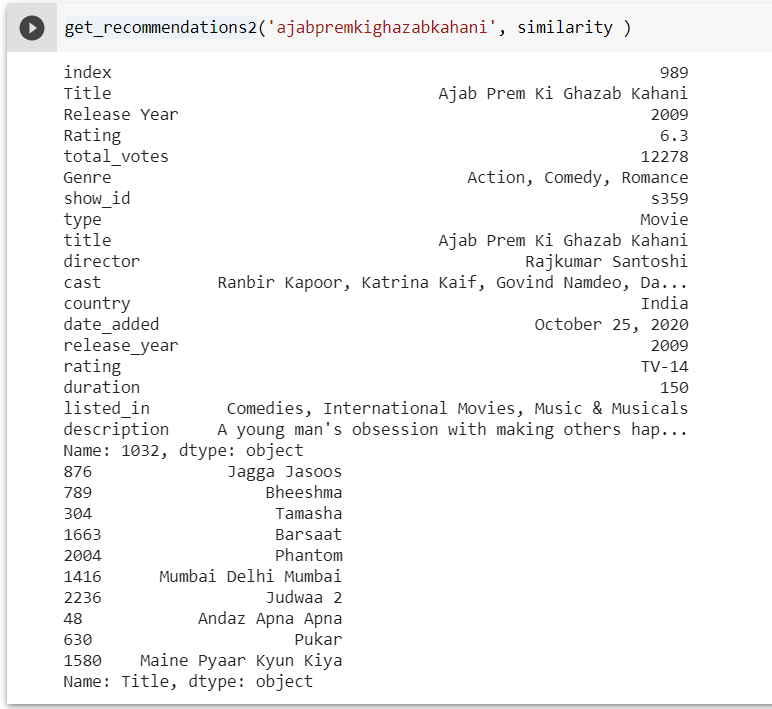 get_recommendations2('ajabpremkighazabkahani', similarity )
index 989
Title Ajab Prem Ki Ghazab Kahani
Release Year 2009
Rating 6.3
total_votes 12278
Genre Action, Comedy, Romance
show_id s359
type Movie
title Ajab Prem Ki Ghazab Kahani
director Rajkumar Santoshi
cast Ranbir Kapoor, Katrina Kaif, Govind Namdeo, Da...
country India
date_added October 25, 2020
release_year 2009
rating TV-14
duration 150
listed_in Comedies, International Movies, Music & Musicals
description A young man's obsession with making others hap...
Name: 1032, dtype: object
876 Jagga Jasoos
789 Bheeshma
304 Tamasha
1663 Barsaat
2004 Phantom
1416 Mumbai Delhi Mumbai
2236 Judwaa 2
48 Andaz Apna Apna
630 Pukar
1580 Maine Pyaar Kyun Kiya
Name: Title, dtype: object